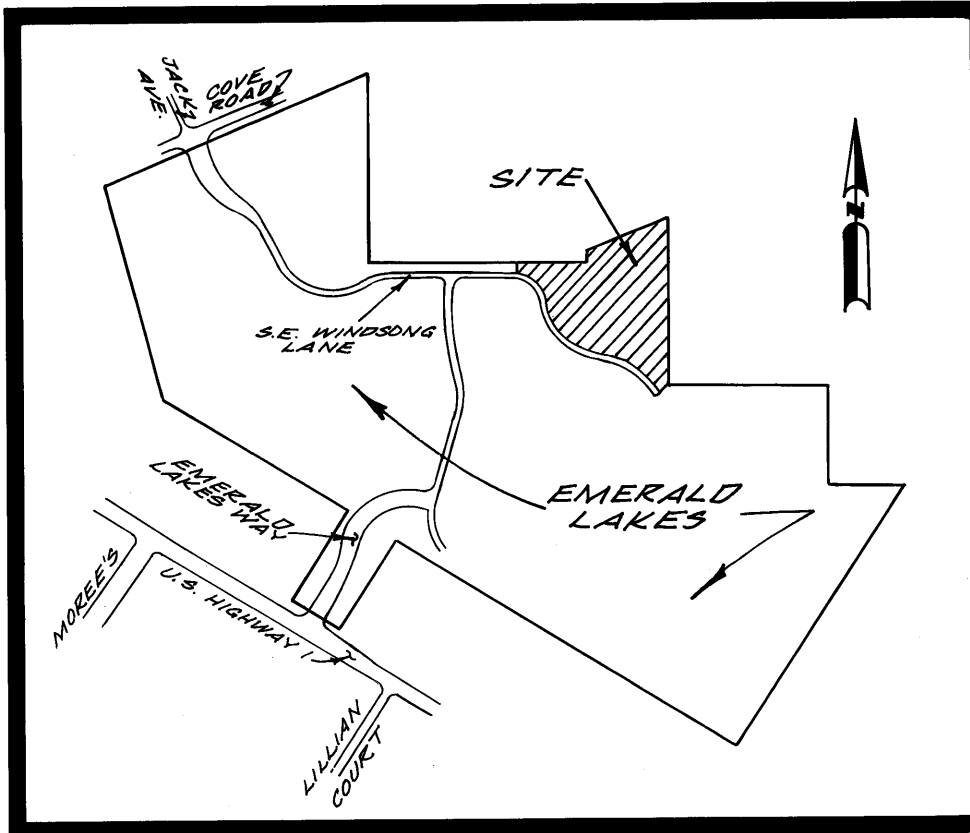 JACK
AVE.
COVE
ROAD
SITE
N
S.E. WINDSONG
LANE
EMERALD
LAKES WAY
EMERALD
LAKES
MOREE'S
U.S. HIGHWAY 1
LILLIAN
COURT